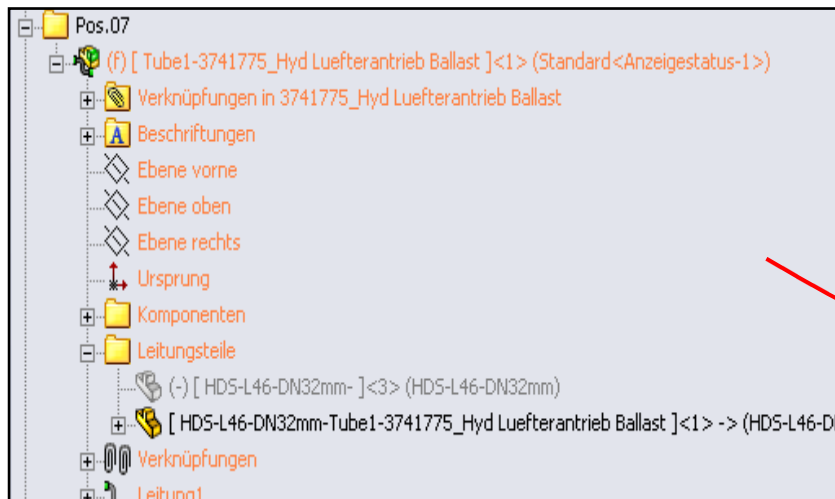 Pos.07
(f) [ Tube1-3741775_Hyd Luefterantrieb Ballast ]<1> (Standard<Anzeigestatus-1>)
Verknüpfungen in 3741775_Hyd Luefterantrieb Ballast
A Beschriftungen
Ebene vorne
Ebene oben
Ebene rechts
Ursprung
Komponenten
Leitungsteile
(-) [ HDS-L46-DN32mm- ]<3> (HDS-L46-DN32mm)
[ HDS-L46-DN32mm-Tube1-3741775_Hyd Luefterantrieb Ballast ]<1> -> (HDS-L46-D
Verknüpfungen
Leitung1